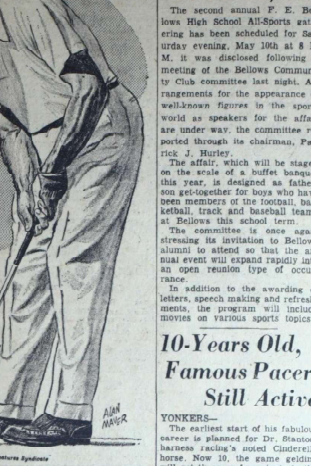 The second annual F. E. Be
lows High School All-Sports gat
ering has been scheduled for Sa
urday evening, May 10th at 8
M. it was disclosed following
meeting of the Bellows Commun
ty Club committee last night. A
rangements for the appearance
well-known figures in the spor
world as speakers for the affa
are under way, the committee r
ported through its chairman, Pa
rick J. Hurley.
The affair, which will be stage
on the scale of a buffet banqu
this year, is designed as fathe
son get-together for boys who hav
been members of the football, ba
ketball, track and baseball team
at Bellows this school term.
The committee is once aga
stressing its invitation to Bellow
alumni to attend so that the a
nual event will expand rapidly in
an open reunion type of occu
rance.
In addition to the awarding
letters, speech making and refresh
ments, the program will includ
movies on various sports topics
10-Years Old,
Famous Pacer
Still Active
YONKERS—
The earliest start of his fabulou
career is planned for Dr. Stanto
harness racing's noted Cinderel
horse. Now 10, the game geldin
ALAN
MAVER
entures Syndicate